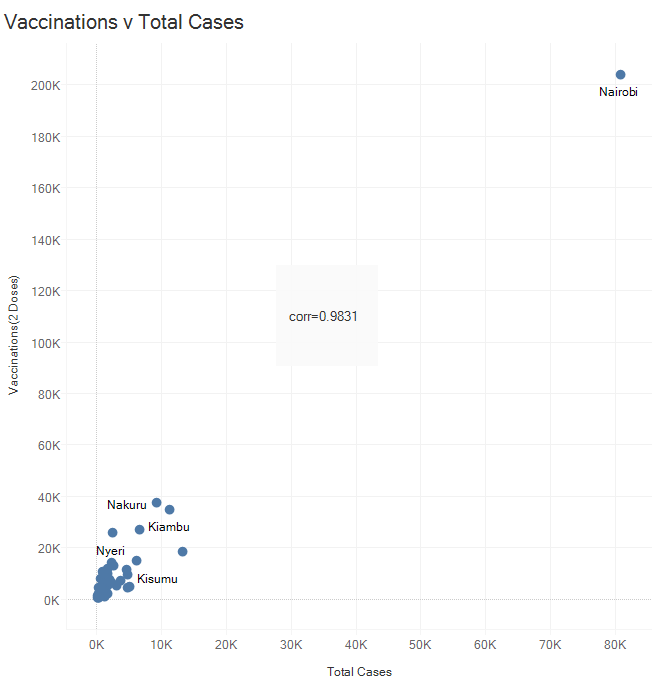 Vaccinations v Total Cases
200K
Nairobi
180K
160K
140K
120K
corr=0.9831
100K
80K
60K
40K
Nakuru
Kiambu
20K
Nyeri
Kisumu
0K
Vaccinations(2 Doses)
0K 10K 20K 30K 40K 50K 60K 70K 80K
Total Cases